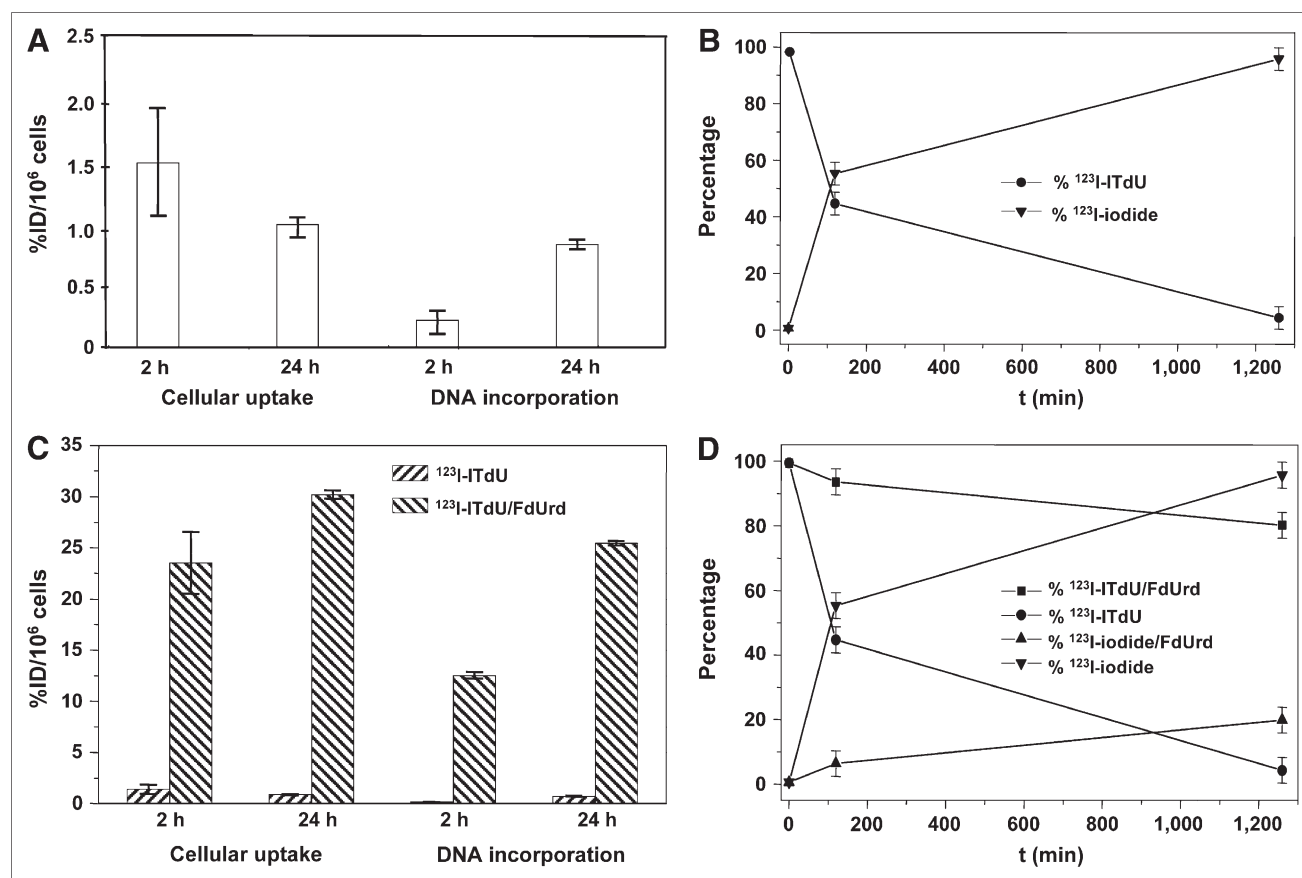 A
2.5
2.0
1.5
1.0
0.5
0
%ID/10⁶ cells
2 h 24 h 2 h 24 h
Cellular uptake DNA incorporation
B
100
80
60
40
20
0
Percentage
% ¹²³I-ITdU
% ¹²³I-iodide
0 200 400 600 800 1,000 1,200
t (min)
C
35
30
25
20
15
10
5
0
%ID/10⁶ cells
¹²³I-ITdU
¹²³I-ITdU/FdUrd
2 h 24 h 2 h 24 h
Cellular uptake DNA incorporation
D
100
80
60
40
20
0
Percentage
% ¹²³I-ITdU/FdUrd
% ¹²³I-ITdU
% ¹²³I-iodide/FdUrd
% ¹²³I-iodide
0 200 400 600 800 1,000 1,200
t (min)